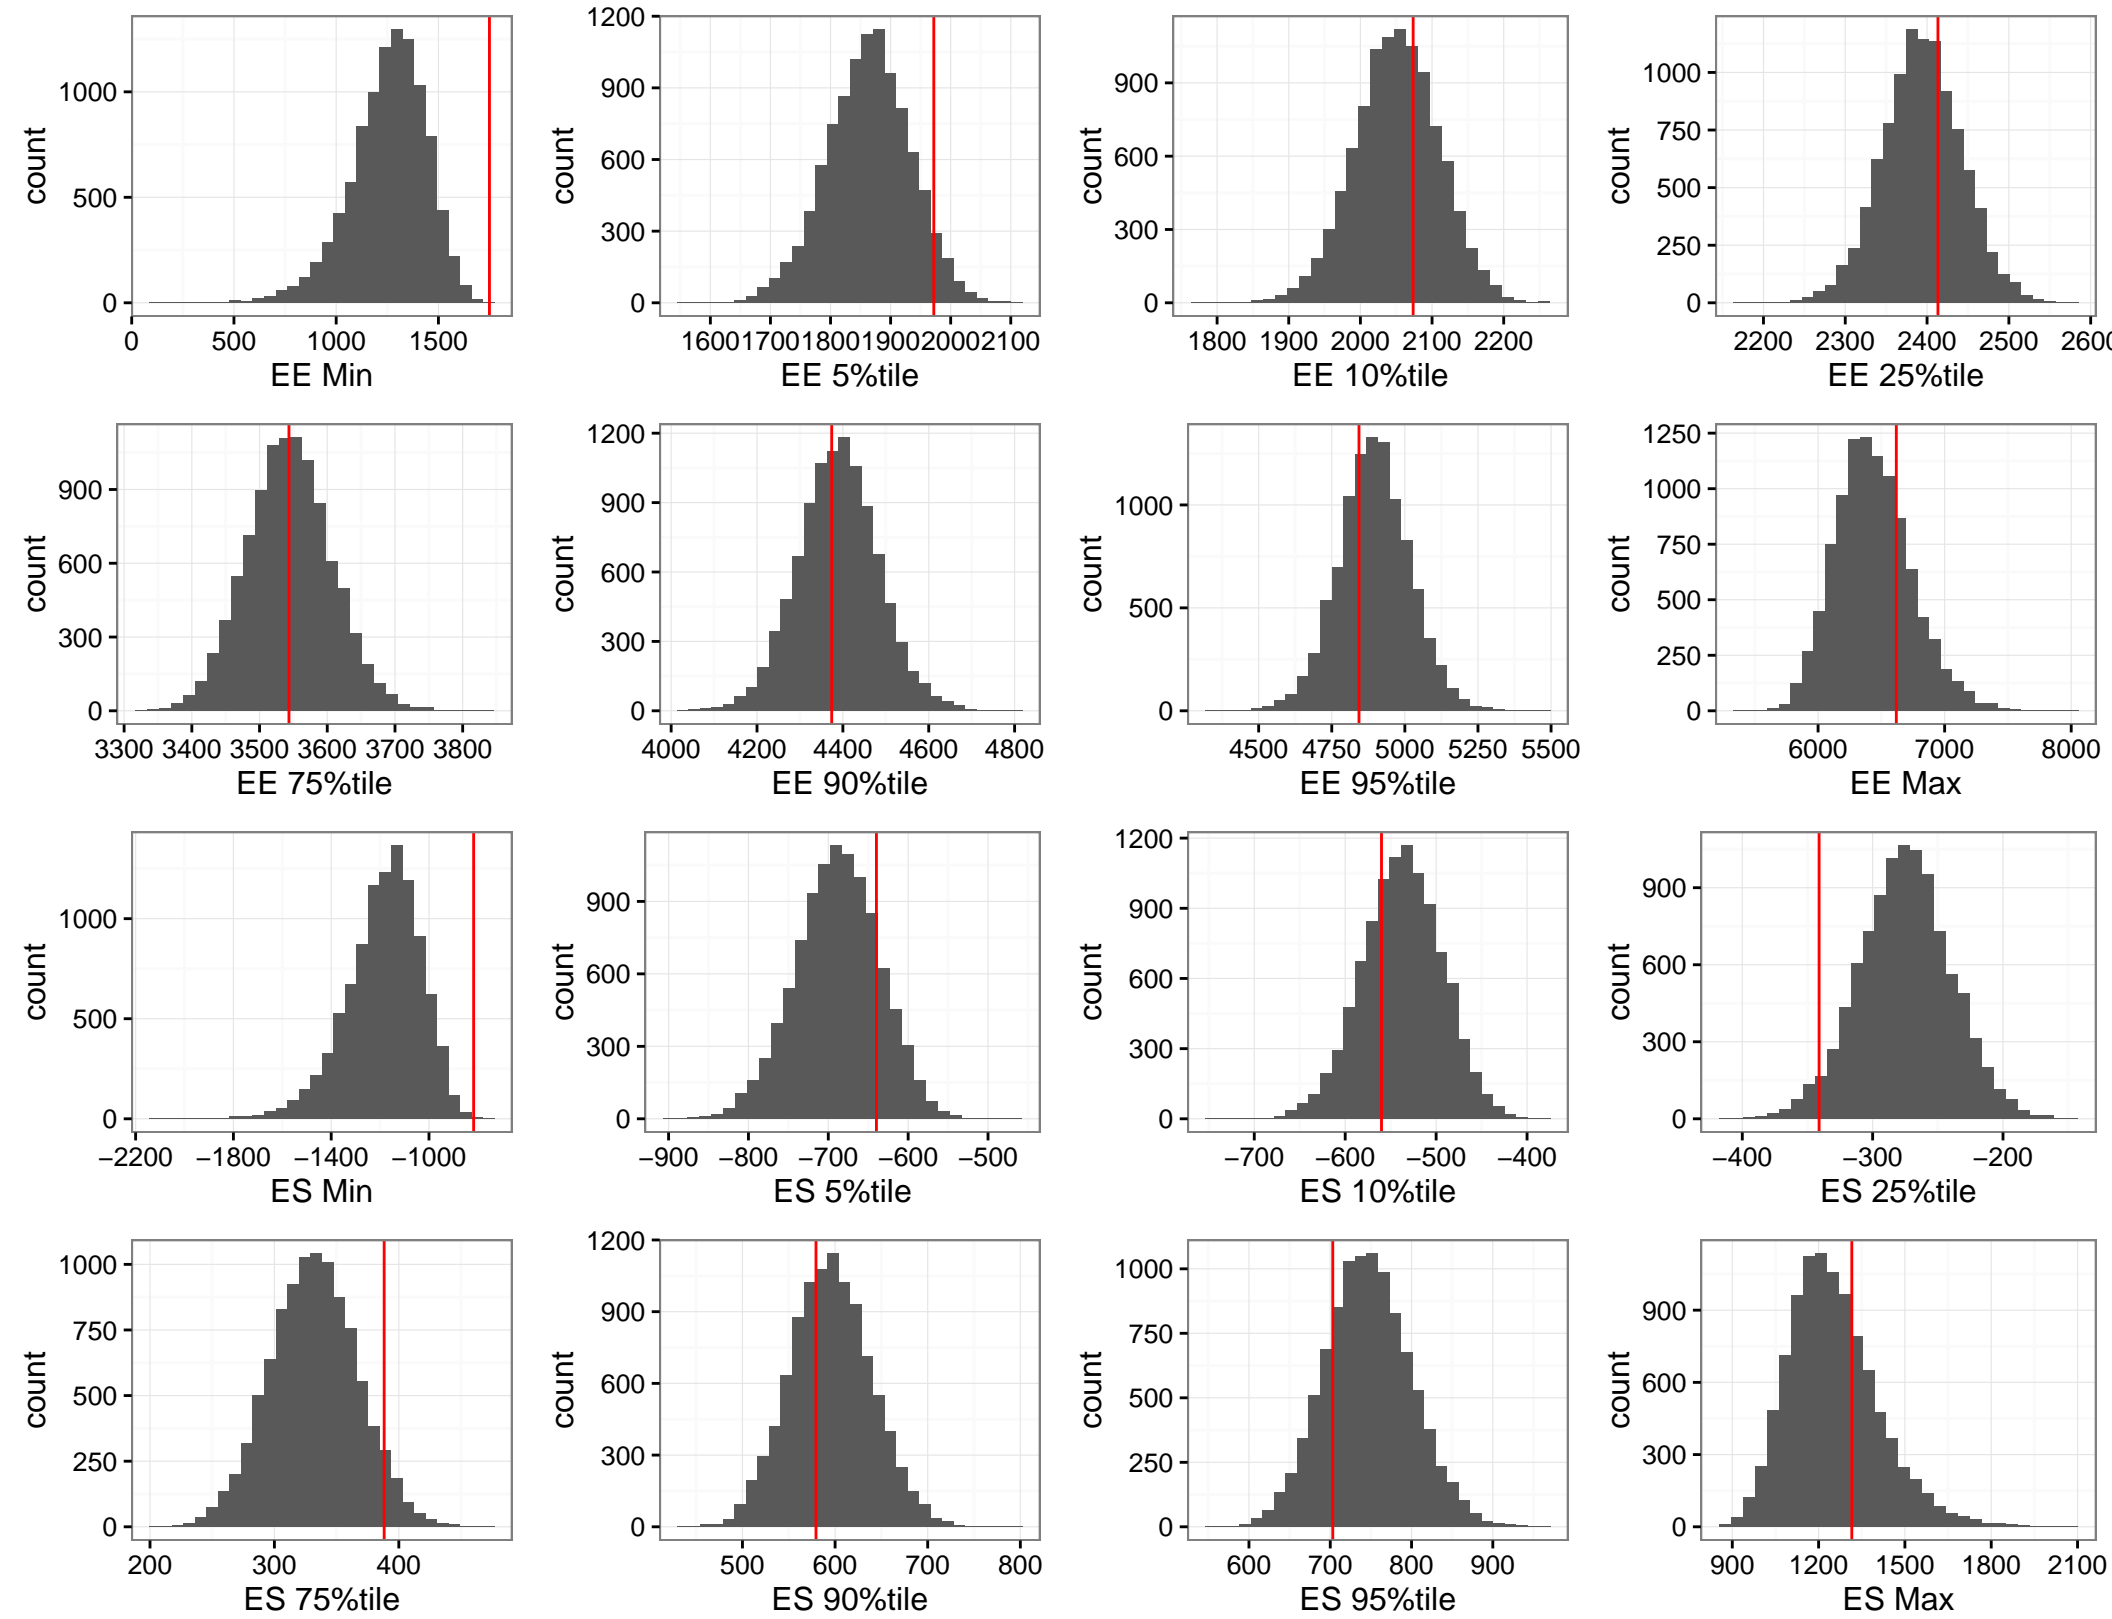 count
1000
500
0
0 500 1000 1500
EE Min
count
1200
900
600
300
0
1600 1700 1800 1900 2000 2100
EE 5%tile
count
900
600
300
0
1800 1900 2000 2100 2200
EE 10%tile
count
1000
750
500
250
0
2200 2300 2400 2500 2600
EE 25%tile
count
900
600
300
0
3300 3400 3500 3600 3700 3800
EE 75%tile
count
1200
900
600
300
0
4000 4200 4400 4600 4800
EE 90%tile
count
1000
500
0
4500 4750 5000 5250 5500
EE 95%tile
count
1250
1000
750
500
250
0
6000 7000 8000
EE Max
count
1000
500
0
−2200 −1800 −1400 −1000
ES Min
count
900
600
300
0
−900 −800 −700 −600 −500
ES 5%tile
count
1200
900
600
300
0
−700 −600 −500 −400
ES 10%tile
count
900
600
300
0
−400 −300 −200
ES 25%tile
count
1000
750
500
250
0
200 300 400
ES 75%tile
count
1200
900
600
300
0
500 600 700 800
ES 90%tile
count
1000
750
500
250
0
600 700 800 900
ES 95%tile
count
900
600
300
0
900 1200 1500 1800 2100
ES Max